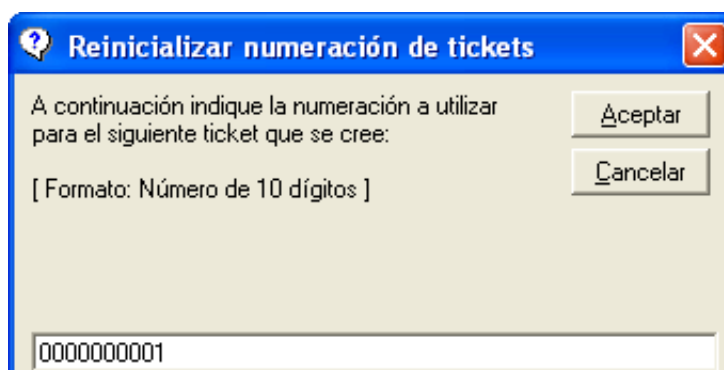 Reinicializar numeración de tickets
A continuación indique la numeración a utilizar
para el siguiente ticket que se cree:
[ Formato: Número de 10 dígitos ]
Aceptar
Cancelar
0000000001